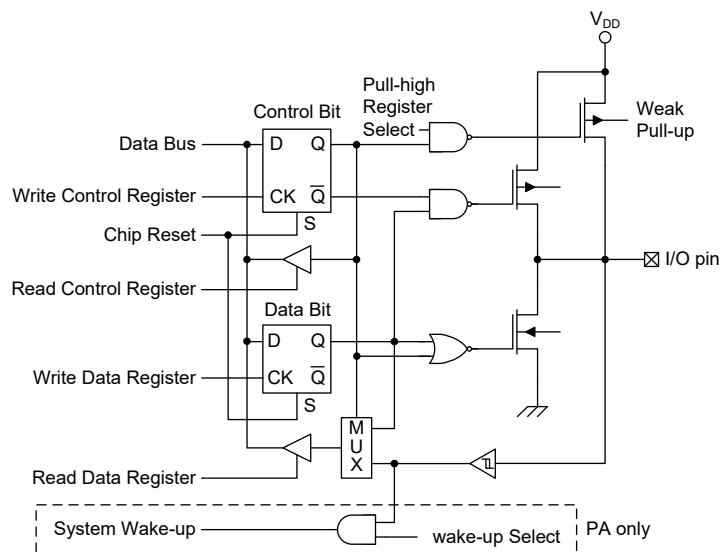 V_DD
Pull-high
Register
Select
Control Bit
Weak
Pull-up
Data Bus
D
Q
Write Control Register
CK
Q̅
S
Chip Reset
I/O pin
Read Control Register
Data Bit
D
Q
Write Data Register
CK
Q̅
S
M
U
X
Read Data Register
System Wake-up
wake-up Select
PA only